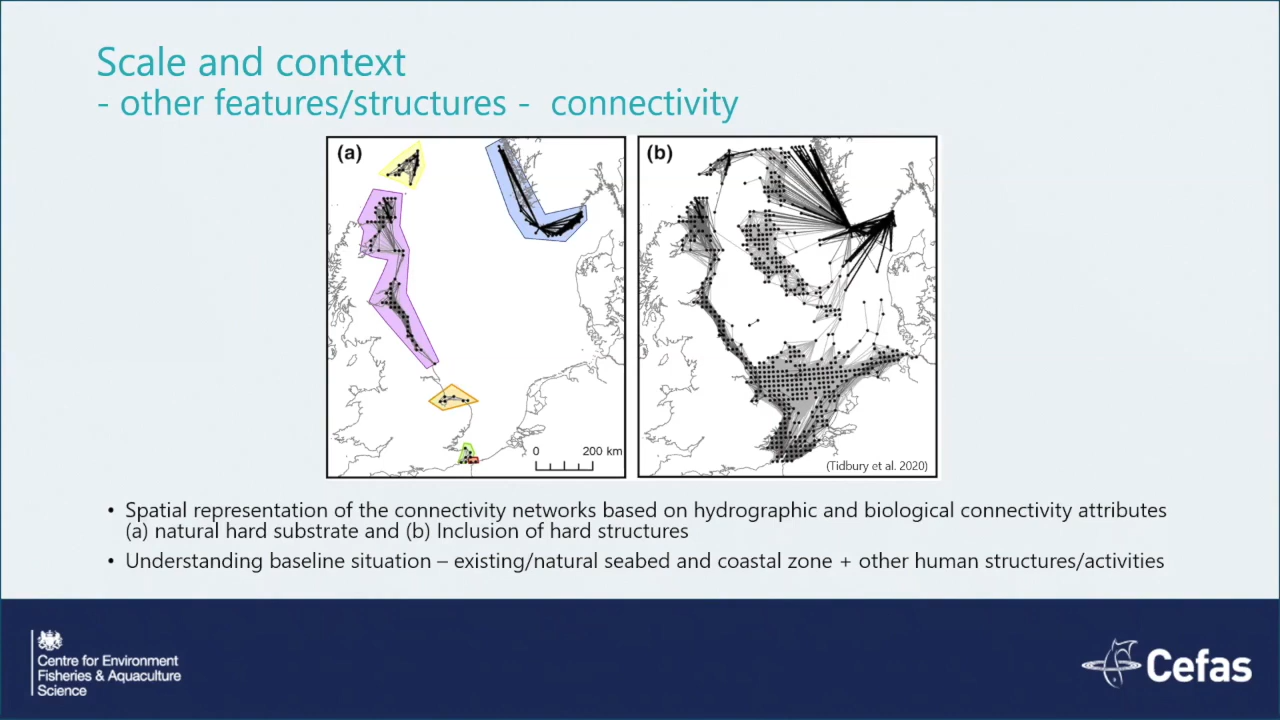 Scale and context
- other features/structures - connectivity
(a)
(b)
0 200 km
(Tidbury et al. 2020)
• Spatial representation of the connectivity networks based on hydrographic and biological connectivity attributes
(a) natural hard substrate and (b) Inclusion of hard structures
• Understanding baseline situation – existing/natural seabed and coastal zone + other human structures/activities
Centre for Environment
Fisheries & Aquaculture
Science
Cefas